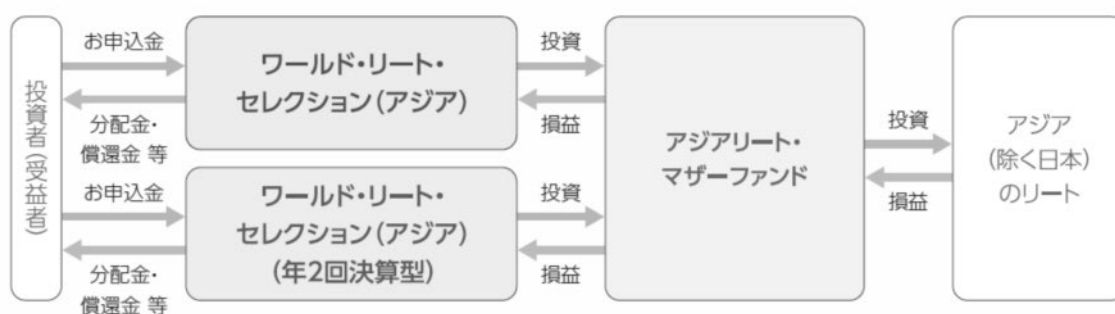 投資者(受益者)
お申込金
分配金・
償還金 等
お申込金
分配金・
償還金 等
ワールド・リート・
セレクション(アジア)
ワールド・リート・
セレクション(アジア)
(年2回決算型)
投資
損益
投資
損益
アジアリート・
マザーファンド
投資
損益
アジア
(除く日本)
のリート